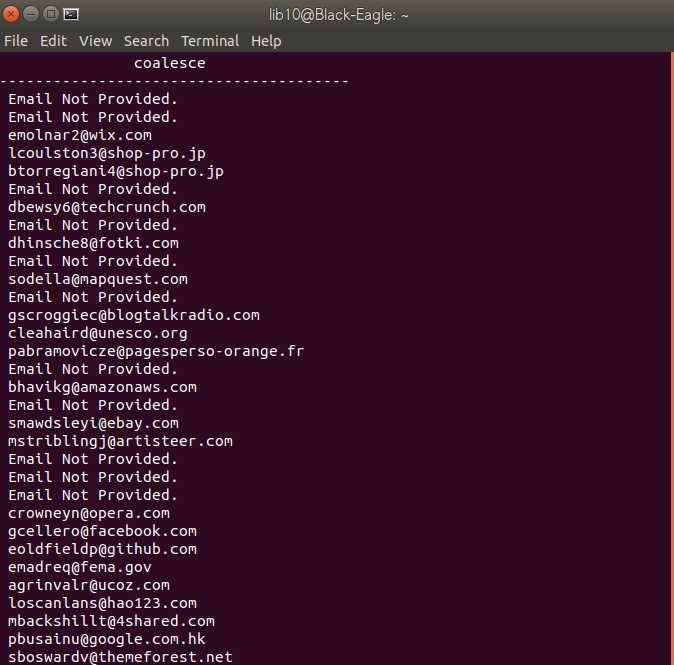 lib10@Black-Eagle: ~
File Edit View Search Terminal Help
coalesce
---------------------------------------
Email Not Provided.
Email Not Provided.
emolnar2@wix.com
lcoulston3@shop-pro.jp
btorregiani4@shop-pro.jp
Email Not Provided.
dbewsy6@techcrunch.com
Email Not Provided.
dhinsche8@fotki.com
Email Not Provided.
sodella@mapquest.com
Email Not Provided.
gscroggiec@blogtalkradio.com
cleahaird@unesco.org
pabramovicze@pagesperso-orange.fr
Email Not Provided.
bhavikg@amazonaws.com
Email Not Provided.
smawdsleyi@ebay.com
mstriblingj@artisteer.com
Email Not Provided.
Email Not Provided.
Email Not Provided.
crowneyn@opera.com
gcellero@facebook.com
eoldfieldp@github.com
emadreq@fema.gov
agrinvalr@ucoz.com
loscanlans@hao123.com
mbackshillt@4shared.com
pbusainu@google.com.hk
sboswardv@themeforest.net